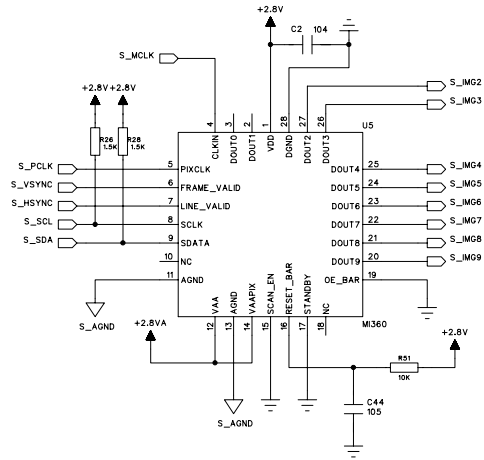 +2.8V
C2 104
S_MCLK
S_IMG2
+2.8V +2.8V
S_IMG3
4 3 2 1 28 27 26
U5
R26 R28
1.5K 1.5K
CLKIN DOUT0 DOUT1 VDD DGND DOUT2 DOUT3
S_PCLK 5 PIXCLK DOUT4 25 S_IMG4
S_VSYNC 6 FRAME_VALID DOUT5 24 S_IMG5
S_HSYNC 7 LINE_VALID DOUT6 23 S_IMG6
S_SCL 8 SCLK DOUT7 22 S_IMG7
S_SDA 9 SDATA DOUT8 21 S_IMG8
10 NC DOUT9 20 S_IMG9
11 AGND OE_BAR 19
VAA AGND VAAPIX SCAN_EN RESET_BAR STANDBY NC
S_AGND
12 13 14 15 16 17 18
MI360
+2.8VA
+2.8V
R51
10K
C44
105
S_AGND